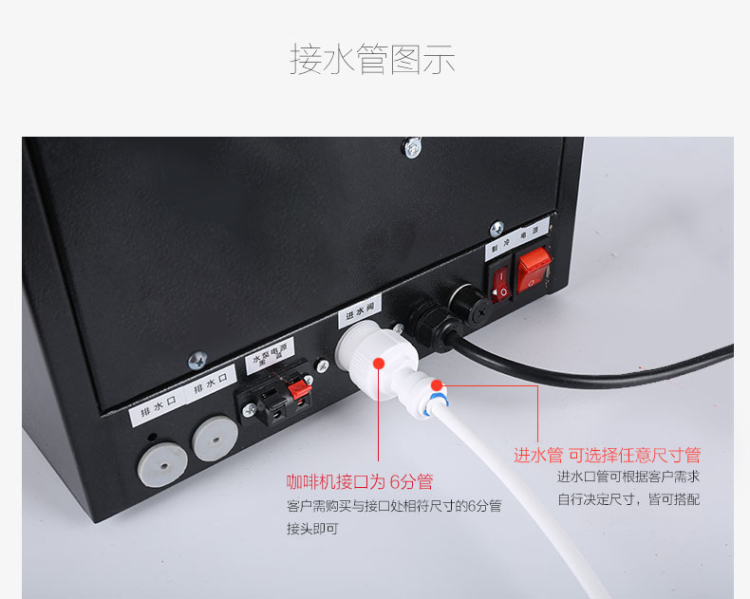 接水管图示
制冷 电源
进水阀
水泵电源
排水口
排水口
咖啡机接口为 6分管
客户需购买与接口处相符尺寸的6分管
接头即可
进水管 可选择任意尺寸管
进水口管可根据客户需求
自行决定尺寸，皆可搭配